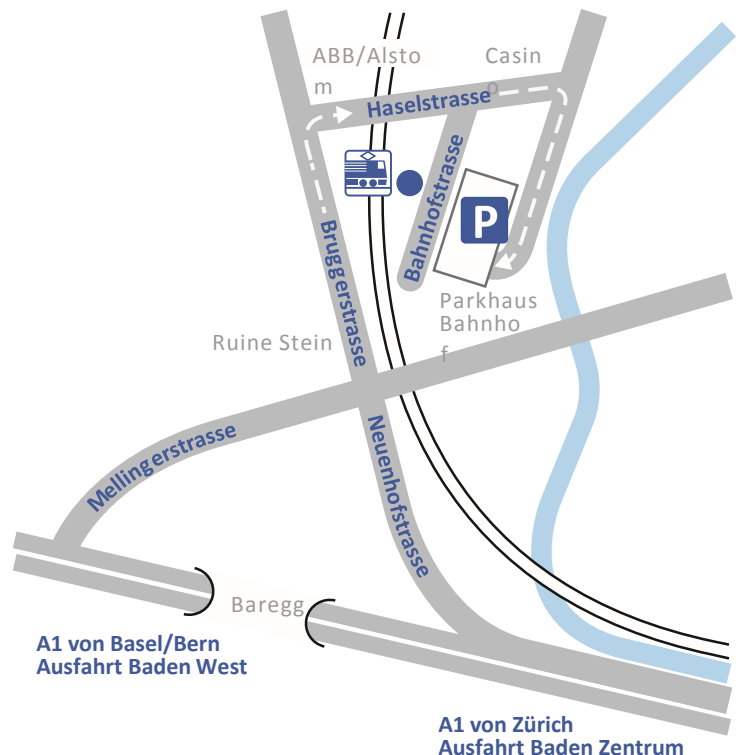 ABB/Alsto
m
Casin
o
Haselstrasse
Bahnhofstrasse
P
Bruggerstrasse
Parkhaus
Bahnho
f
Ruine Stein
Mellingerstrasse
Neuenhofstrasse
Baregg
A1 von Basel/Bern
Ausfahrt Baden West
A1 von Zürich
Ausfahrt Baden Zentrum